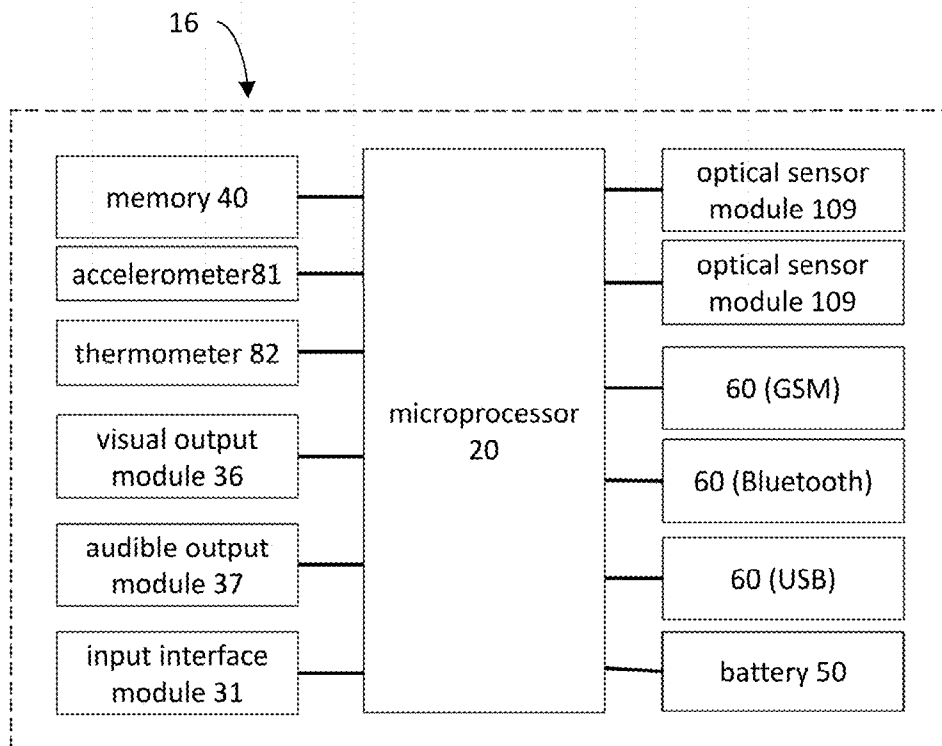 16
memory 40
accelerometer81
thermometer 82
visual output
module 36
audible output
module 37
input interface
module 31
microprocessor
20
optical sensor
module 109
optical sensor
module 109
60 (GSM)
60 (Bluetooth)
60 (USB)
battery 50